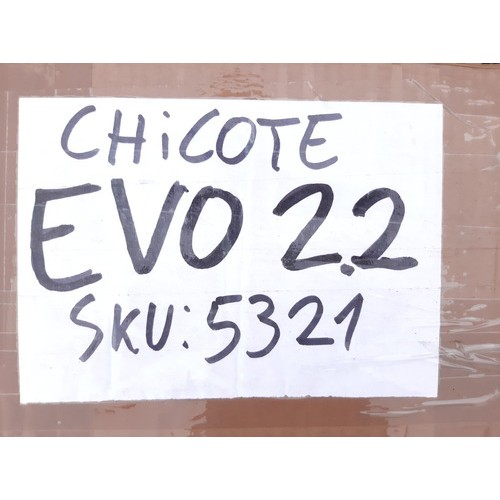 CHiCOTE
EVO 2.2
SKU: 5321